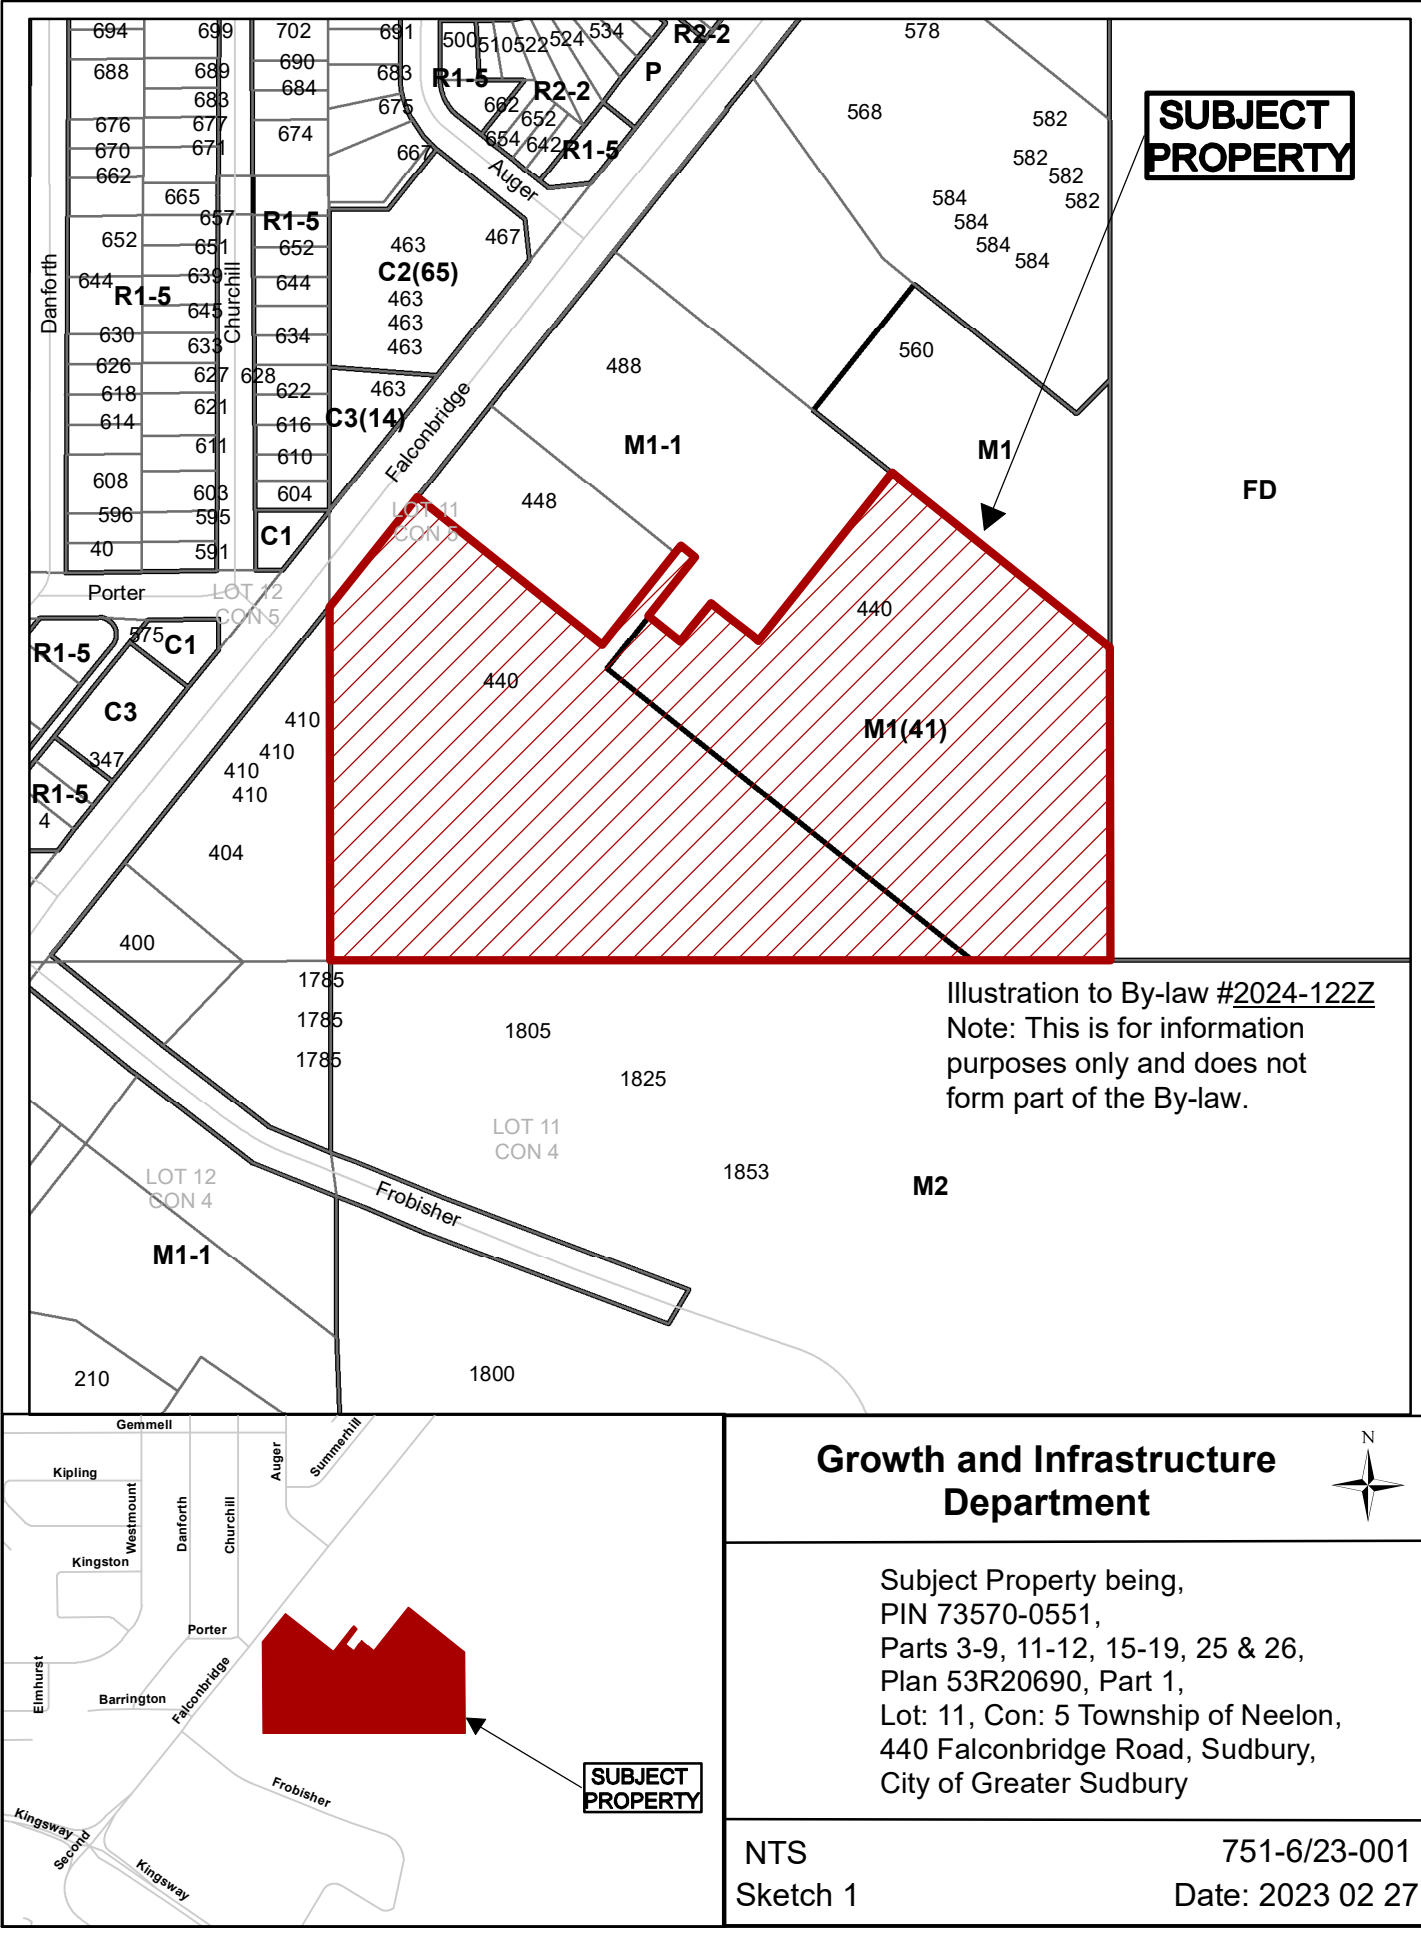 694
699
702
691
500
510
522
524
534
R2-2
578
688
689
690
683
R1-5
P
684
R2-2
683
675
662
568
582
SUBJECT
PROPERTY
676
677
674
652
670
671
667
654
642
R1-5
582
662
Auger
582
665
584
582
657
R1-5
584
652
651
652
463
467
584
584
Danforth
644
639
644
C2(65)
R1-5
Churchill
463
645
463
630
633
634
463
560
626
627
628
622
463
488
618
621
C3(14)
Falconbridge
614
616
611
M1-1
M1
610
608
603
604
448
FD
596
595
LOT 11
CON 5
C1
40
591
Porter
LOT 12
CON 5
440
575
C1
R1-5
440
C3
410
M1(41)
347
410
410
R1-5
410
4
404
400
1785
Illustration to By-law #2024-122Z
Note: This is for information
purposes only and does not
form part of the By-law.
1785
1805
1785
1825
LOT 11
CON 4
LOT 12
CON 4
1853
M2
Frobisher
M1-1
210
1800
Gemmell
Kipling
Auger
Summerhill
Westmount
Danforth
Churchill
Kingston
Porter
Elmhurst
Barrington
Falconbridge
Frobisher
SUBJECT
PROPERTY
Kingsway
Second
Kingsway
Growth and Infrastructure
Department
N
Subject Property being,
PIN 73570-0551,
Parts 3-9, 11-12, 15-19, 25 & 26,
Plan 53R20690, Part 1,
Lot: 11, Con: 5 Township of Neelon,
440 Falconbridge Road, Sudbury,
City of Greater Sudbury
NTS
751-6/23-001
Sketch 1
Date: 2023 02 27